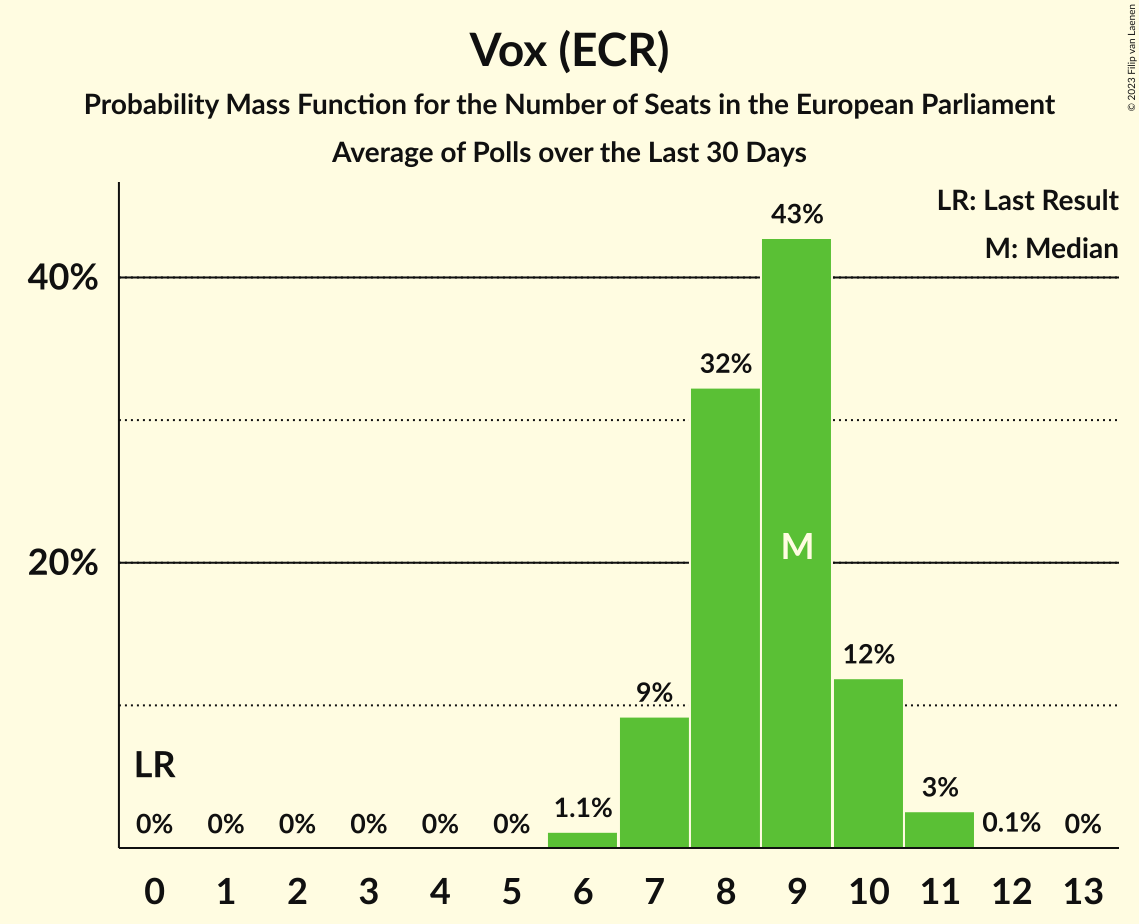 Vox (ECR)
Probability Mass Function for the Number of Seats in the European Parliament
Average of Polls over the Last 30 Days
© 2023 Filip van Laenen
LR: Last Result
M: Median
43%
40%
32%
M
20%
12%
9%
LR
3%
1.1%
0% 0% 0% 0% 0% 0% 0.1% 0%
0 1 2 3 4 5 6 7 8 9 10 11 12 13